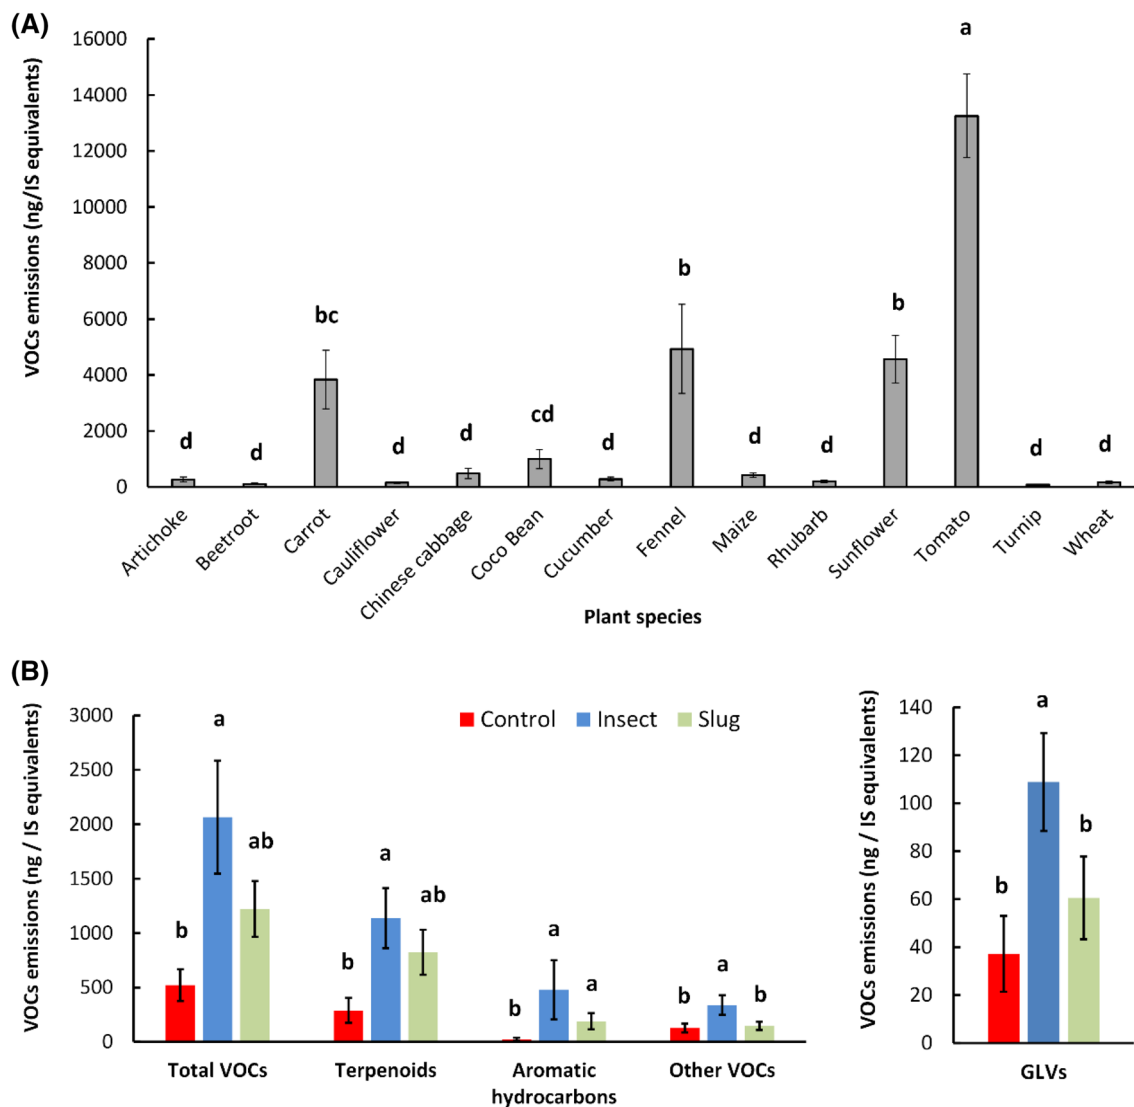 (A)
VOCs emissions (ng/IS equivalents)
16000
14000
12000
10000
8000
6000
4000
2000
0
d
d
bc
d
d
cd
d
b
d
d
b
a
d
d
Artichoke
Beetroot
Carrot
Cauliflower
Chinese cabbage
Coco Bean
Cucumber
Fennel
Maize
Rhubarb
Sunflower
Tomato
Turnip
Wheat
Plant species
(B)
VOCs emissions (ng / IS equivalents)
3000
2500
2000
1500
1000
500
0
Control Insect Slug
b a ab
b a ab
b a a
b a b
Total VOCs
Terpenoids
Aromatic
hydrocarbons
Other VOCs
VOCs emissions (ng / IS equivalents)
140
120
100
80
60
40
20
0
b a b
GLVs